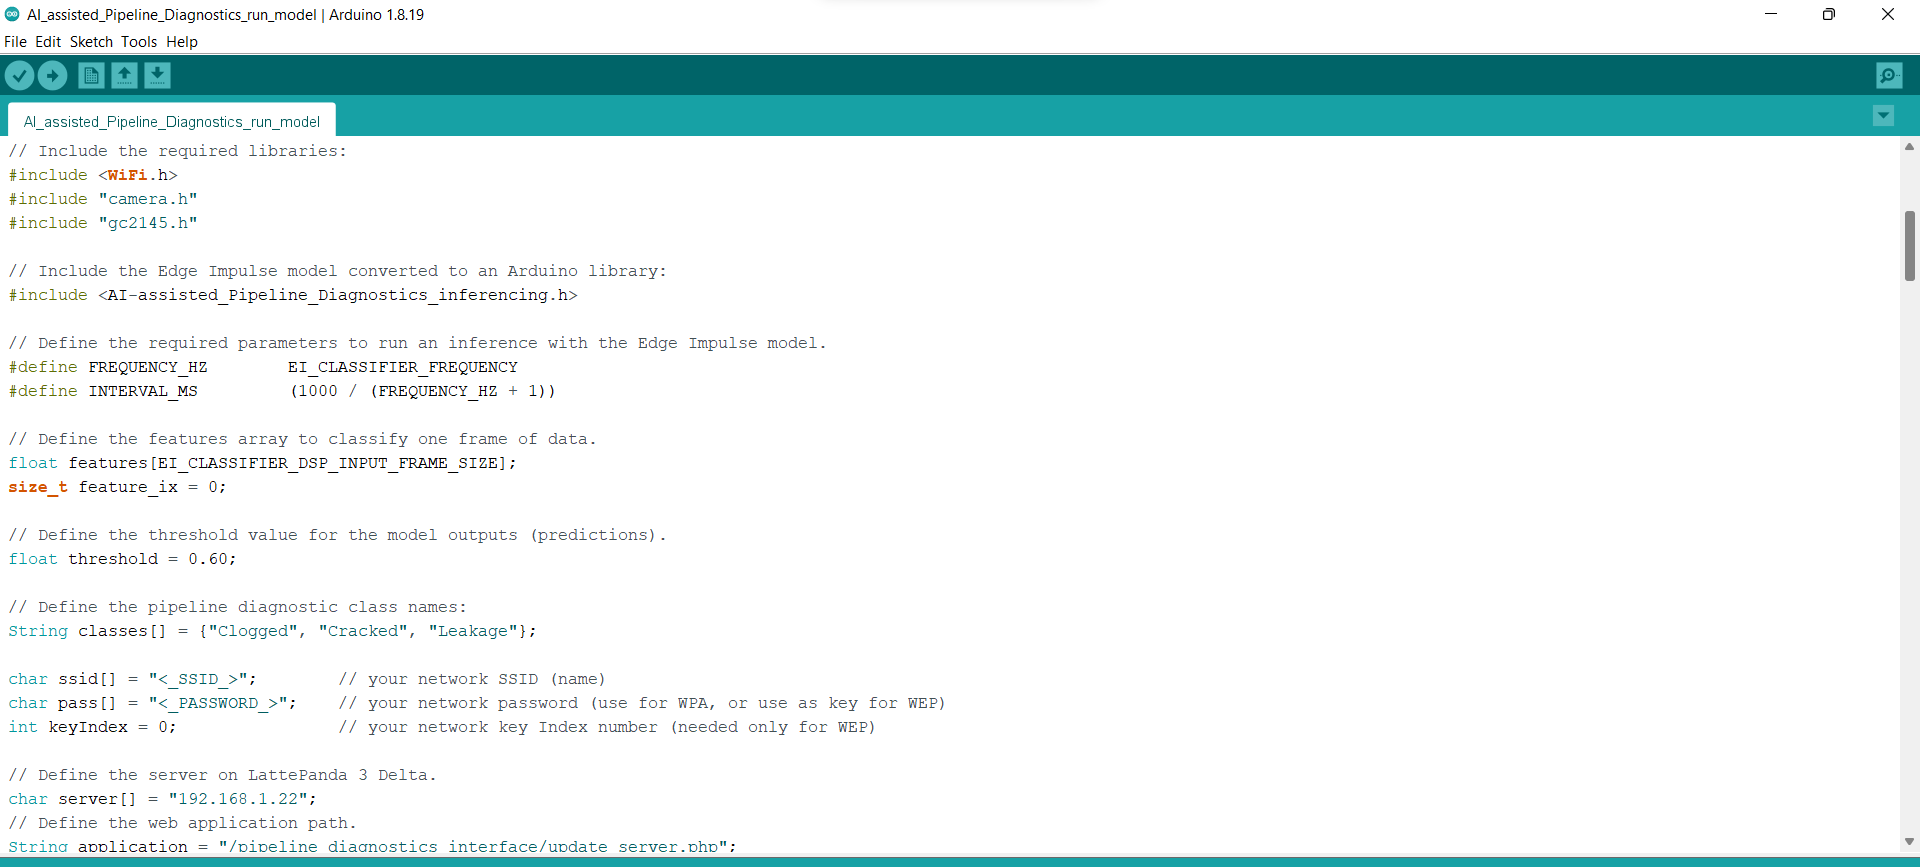 AI_assisted_Pipeline_Diagnostics_run_model | Arduino 1.8.19
File Edit Sketch Tools Help
AI_assisted_Pipeline_Diagnostics_run_model
// Include the required libraries:
#include <WiFi.h>
#include "camera.h"
#include "gc2145.h"
// Include the Edge Impulse model converted to an Arduino library:
#include <AI-assisted_Pipeline_Diagnostics_inferencing.h>
// Define the required parameters to run an inference with the Edge Impulse model.
#define FREQUENCY_HZ        EI_CLASSIFIER_FREQUENCY
#define INTERVAL_MS         (1000 / (FREQUENCY_HZ + 1))
// Define the features array to classify one frame of data.
float features[EI_CLASSIFIER_DSP_INPUT_FRAME_SIZE];
size_t feature_ix = 0;
// Define the threshold value for the model outputs (predictions).
float threshold = 0.60;
// Define the pipeline diagnostic class names:
String classes[] = {"Clogged", "Cracked", "Leakage"};
char ssid[] = "<_SSID_>";        // your network SSID (name)
char pass[] = "<_PASSWORD_>";    // your network password (use for WPA, or use as key for WEP)
int keyIndex = 0;                // your network key Index number (needed only for WEP)
// Define the server on LattePanda 3 Delta.
char server[] = "192.168.1.22";
// Define the web application path.
String application = "/pipeline_diagnostics_interface/update_server.php";